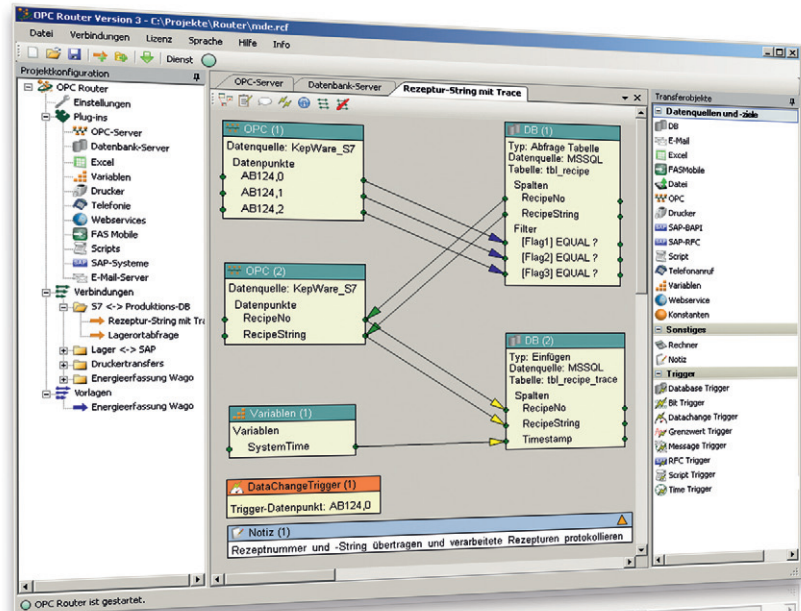 OPC Router Version 3 - C:\Projekte\Router\mde.rcf
Datei Verbindungen Lizenz Sprache Hilfe Info
Dienst
Projektkonfiguration
OPC Router
Einstellungen
Plug-ins
OPC-Server
Datenbank-Server
Excel
Variablen
Drucker
Telefonie
Webservices
FAS Mobile
Scripts
SAP-Systeme
E-Mail-Server
Verbindungen
S7 <-> Produktions-DB
Rezeptur-String mit Tra
Lagerortabfrage
Lager <-> SAP
Druckertransfers
Energieerfassung Wago
Vorlagen
Energieerfassung Wago
OPC-Server Datenbank-Server Rezeptur-String mit Trace
OPC (1)
Datenquelle: KepWare_S7
Datenpunkte
AB124,0
AB124,1
AB124,2
OPC (2)
Datenquelle: KepWare_S7
Datenpunkte
RecipeNo
RecipeString
Variablen (1)
Variablen
SystemTime
DataChangeTrigger (1)
Trigger-Datenpunkt: AB124,0
Notiz (1)
Rezeptnummer und -String übertragen und verarbeitete Rezepturen protokollieren
DB (1)
Typ: Abfrage Tabelle
Datenquelle: MSSQL
Tabelle: tbl_recipe
Spalten
RecipeNo
RecipeString
Filter
[Flag1] EQUAL ?
[Flag2] EQUAL ?
[Flag3] EQUAL ?
DB (2)
Typ: Einfügen
Datenquelle: MSSQL
Tabelle: tbl_recipe_trace
Spalten
RecipeNo
RecipeString
Timestamp
Transferobjekte
Datenquellen und -ziele
DB
E-Mail
Excel
FASMobile
Datei
OPC
Drucker
SAP-BAPI
SAP-RFC
Script
Telefonanruf
Variablen
Webservice
Konstanten
Sonstiges
Rechner
Notiz
Trigger
Database Trigger
Bit Trigger
Datachange Trigger
Grenzwert Trigger
Message Trigger
RFC Trigger
Script Trigger
Time Trigger
OPC Router ist gestartet.